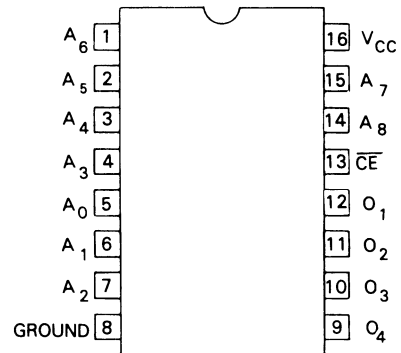 A6 1 16 VCC
A5 2 15 A7
A4 3 14 A8
A3 4 13 CE
A0 5 12 O1
A1 6 11 O2
A2 7 10 O3
GROUND 8 9 O4